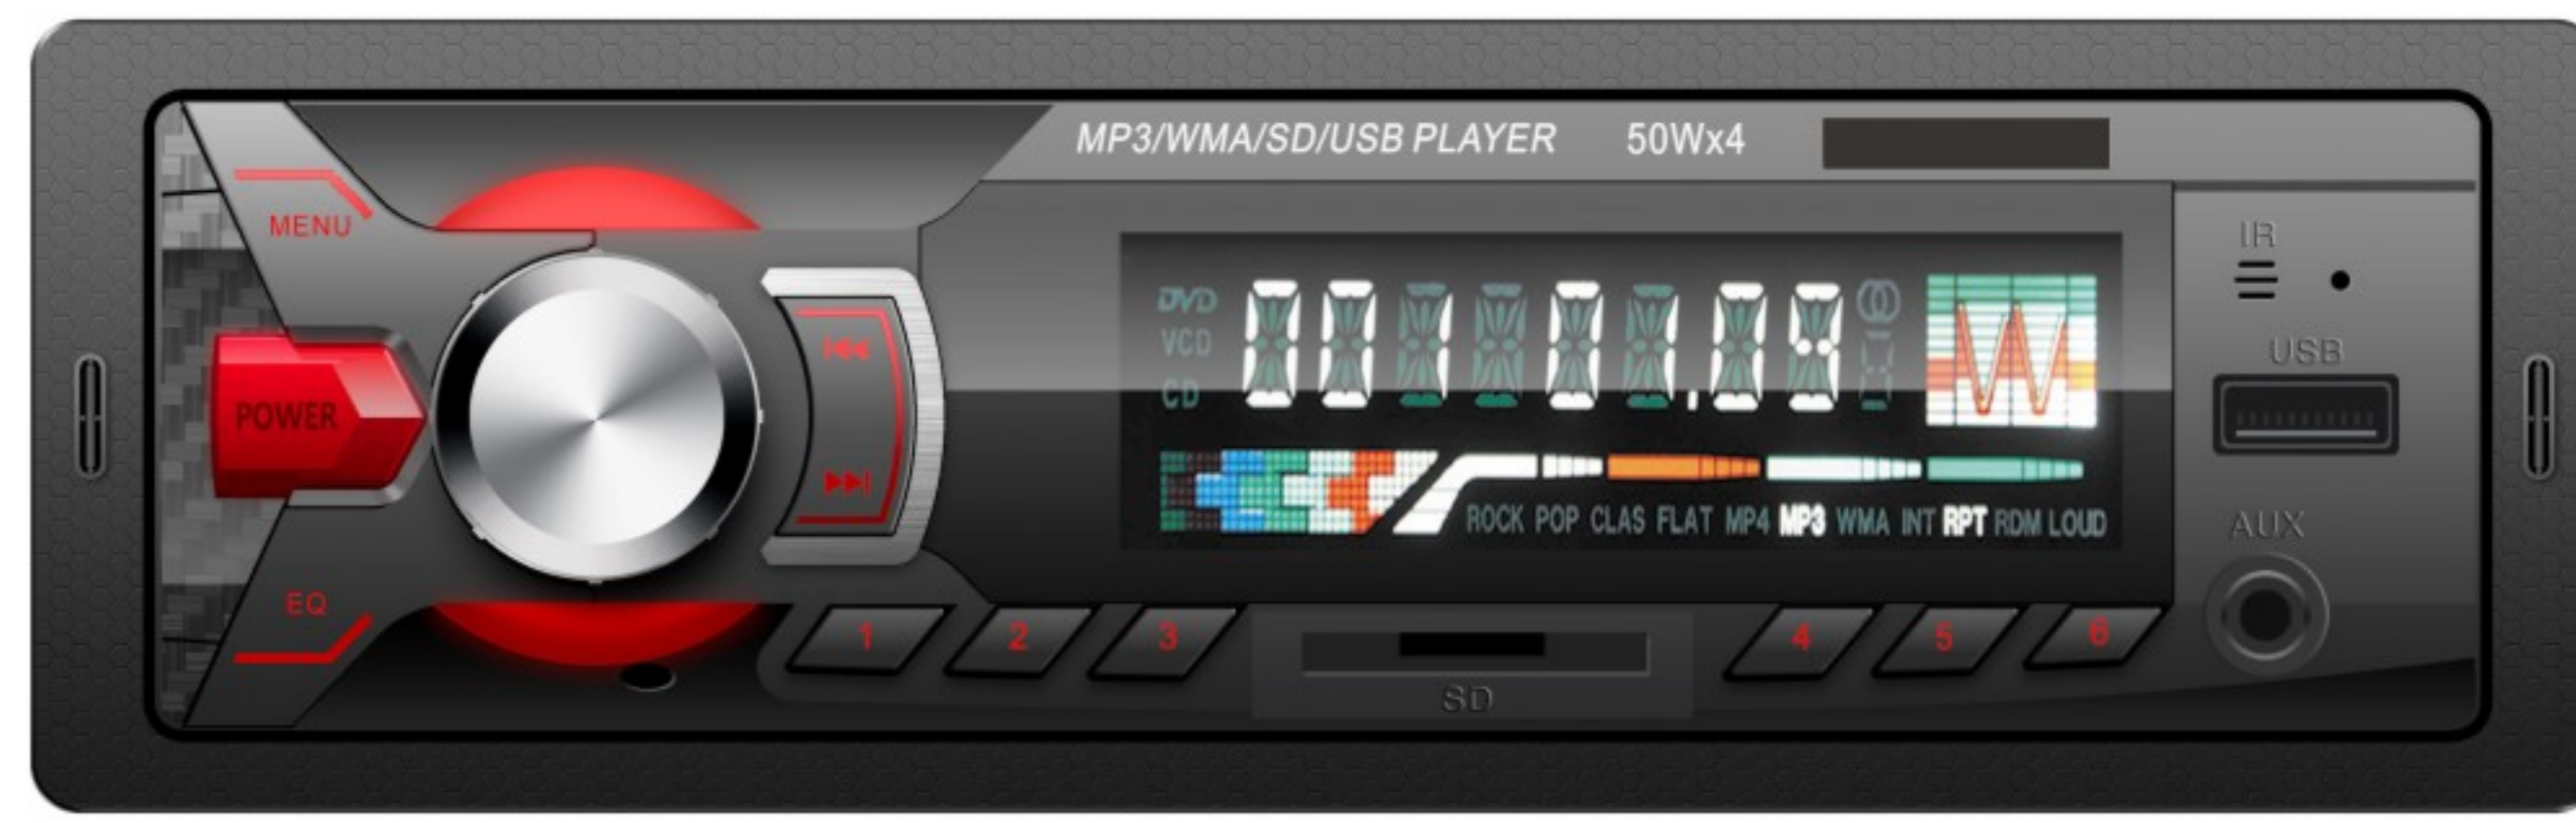 MP3/WMA/SD/USB PLAYER 50Wx4
MENU
IR
USB
DVD
VCD
CD
POWER
ROCK POP CLAS FLAT MP4 MP3 WMA INT RPT RDM LOUD
AUX
EQ
1 2 3 4 5 6
SD